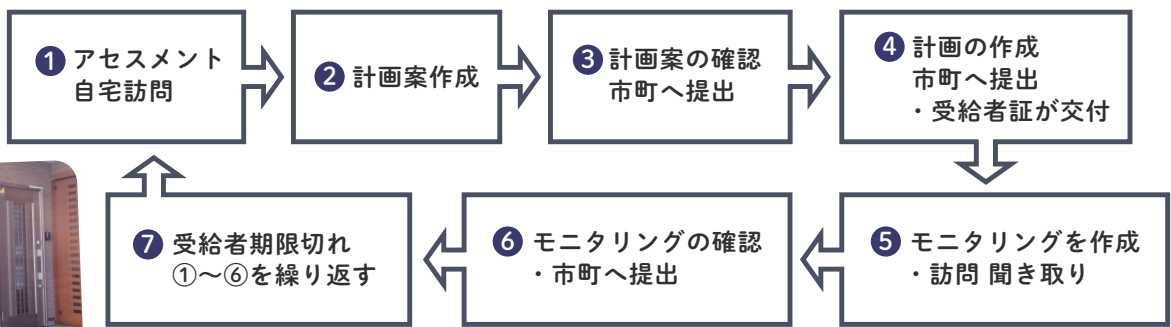 ❶ アセスメント
自宅訪問
❷ 計画案作成
❸ 計画案の確認
市町へ提出
❹ 計画の作成
市町へ提出
・受給者証が交付
❺ モニタリングを作成
・訪問 聞き取り
❻ モニタリングの確認
・市町へ提出
❼ 受給者期限切れ
①～⑥を繰り返す